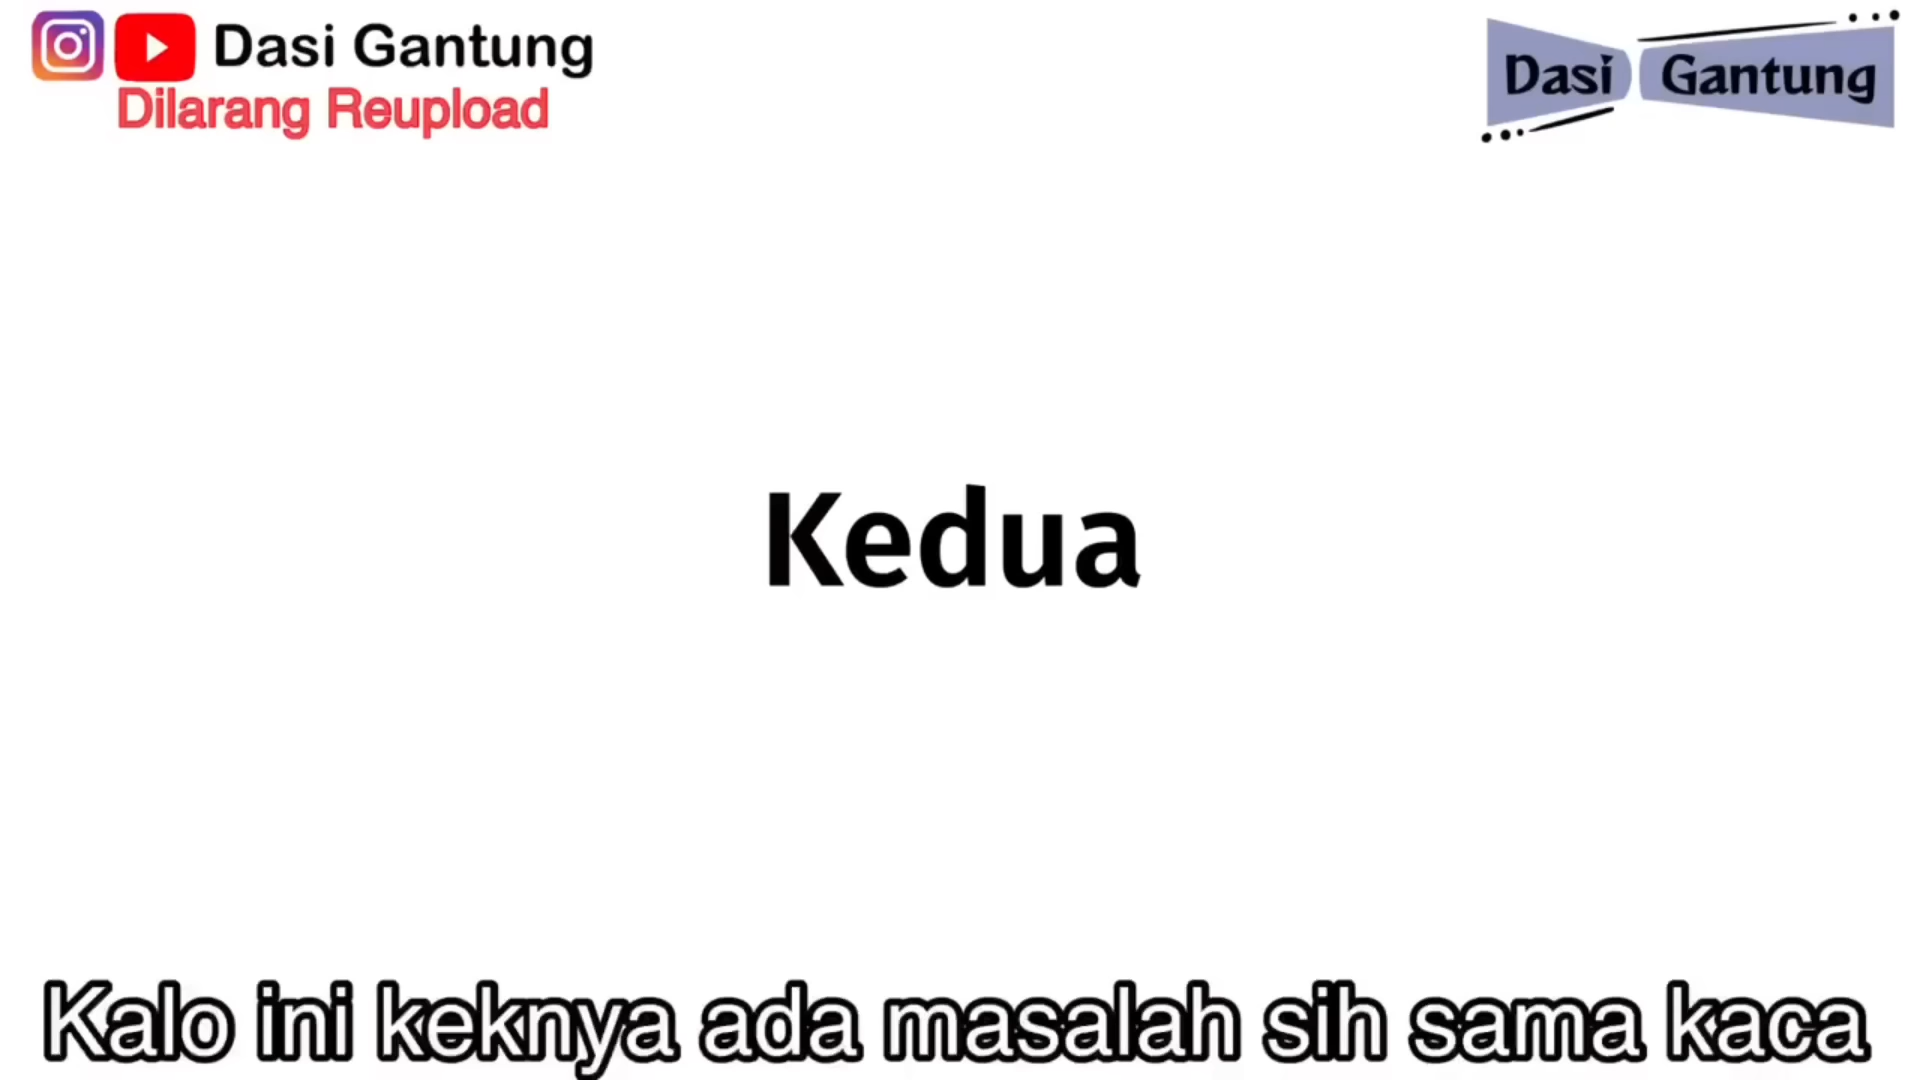 Dasi Gantung
Dilarang Reupload
Dasi Gantung
Kedua
Kalo ini keknya ada masalah sih sama kaca